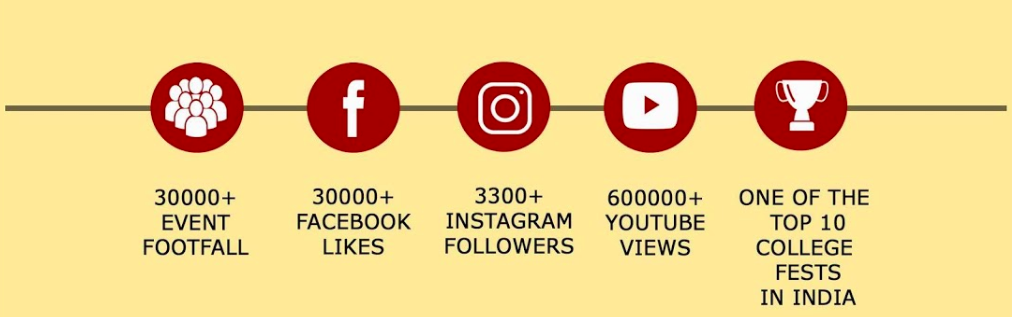 30000+
EVENT
FOOTFALL
30000+
FACEBOOK
LIKES
3300+
INSTAGRAM
FOLLOWERS
600000+
YOUTUBE
VIEWS
ONE OF THE
TOP 10
COLLEGE
FESTS
IN INDIA